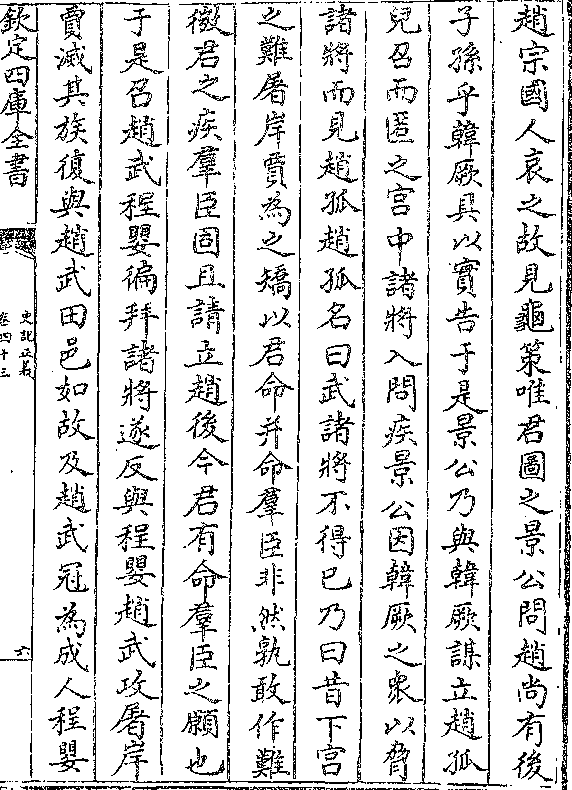 趙宗國人哀之故見龜策唯君圖之景公問趙尚有後
子孫乎韓厥具以實告于是景公乃與韓厥謀立趙孤
兒召而匿之宫中諸將入問疾景公因韓厥之衆以脅
諸將而見趙孤趙孤名曰武諸將不得已乃曰昔下宫
之難屠岸賈為之矯以君命并命羣臣非然孰敢作難
微君之疾羣臣固且請立趙後今君有命羣臣之願也
于是召趙武程嬰徧拜諸將遂反與程嬰趙武攻屠岸
賈滅其族復與趙武田邑如故及趙武冠為成人程嬰
欽定四庫全書
史記正義
卷四十三
六